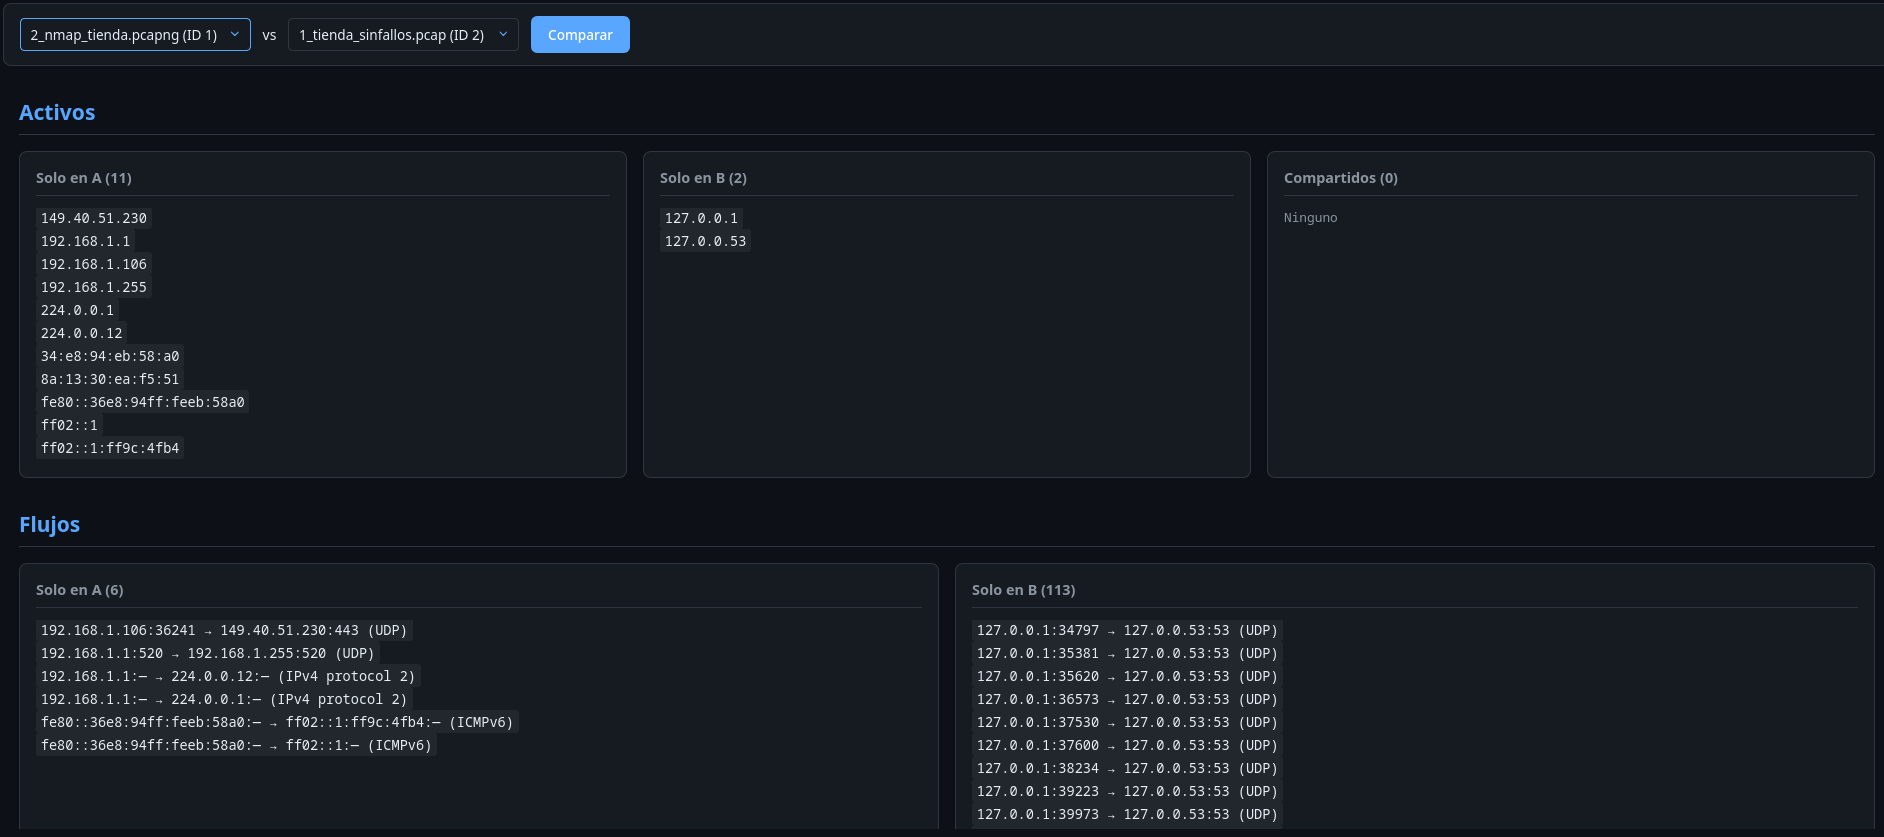 2_nmap_tienda.pcapng (ID 1) vs 1_tienda_sinfallos.pcap (ID 2) Comparar
Activos
Solo en A (11)
149.40.51.230
192.168.1.1
192.168.1.106
192.168.1.255
224.0.0.1
224.0.0.12
34:e8:94:eb:58:a0
8a:13:30:ea:f5:51
fe80::36e8:94ff:feeb:58a0
ff02::1
ff02::1:ff9c:4fb4
Solo en B (2)
127.0.0.1
127.0.0.53
Compartidos (0)
Ninguno
Flujos
Solo en A (6)
192.168.1.106:36241 → 149.40.51.230:443 (UDP)
192.168.1.1:520 → 192.168.1.255:520 (UDP)
192.168.1.1:— → 224.0.0.12:— (IPv4 protocol 2)
192.168.1.1:— → 224.0.0.1:— (IPv4 protocol 2)
fe80::36e8:94ff:feeb:58a0:— → ff02::1:ff9c:4fb4:— (ICMPv6)
fe80::36e8:94ff:feeb:58a0:— → ff02::1:— (ICMPv6)
Solo en B (113)
127.0.0.1:34797 → 127.0.0.53:53 (UDP)
127.0.0.1:35381 → 127.0.0.53:53 (UDP)
127.0.0.1:35620 → 127.0.0.53:53 (UDP)
127.0.0.1:36573 → 127.0.0.53:53 (UDP)
127.0.0.1:37530 → 127.0.0.53:53 (UDP)
127.0.0.1:37600 → 127.0.0.53:53 (UDP)
127.0.0.1:38234 → 127.0.0.53:53 (UDP)
127.0.0.1:39223 → 127.0.0.53:53 (UDP)
127.0.0.1:39973 → 127.0.0.53:53 (UDP)